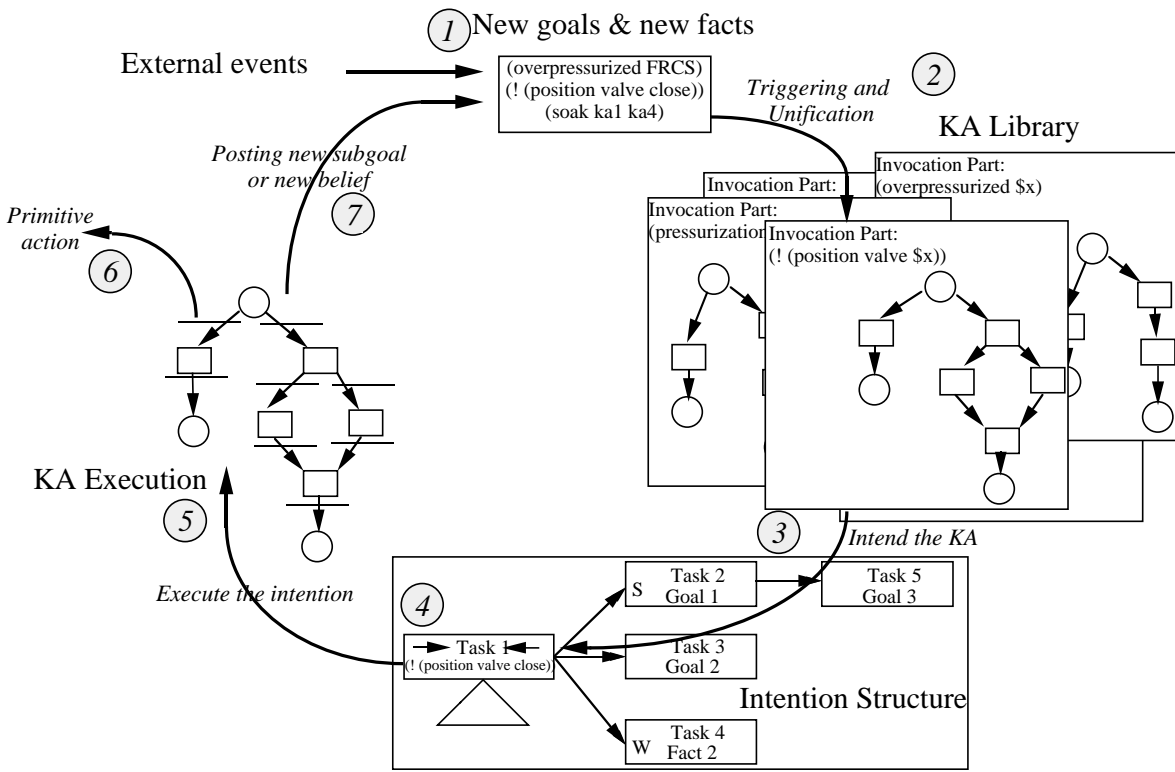 1
New goals & new facts
External events
(overpressurized FRCS)
(! (position valve close))
(soak ka1 ka4)
Triggering and
Unification
2
KA Library
Invocation Part:
(overpressurized $x)
Invocation Part:
Invocation Part:
(pressurization
Invocation Part:
(! (position valve $x))
Posting new subgoal
or new belief
7
Primitive
action
6
KA Execution
5
Execute the intention
3
Intend the KA
4
Task 1
(! (position valve close))
S
Task 2
Goal 1
Task 5
Goal 3
Task 3
Goal 2
Intention Structure
W
Task 4
Fact 2